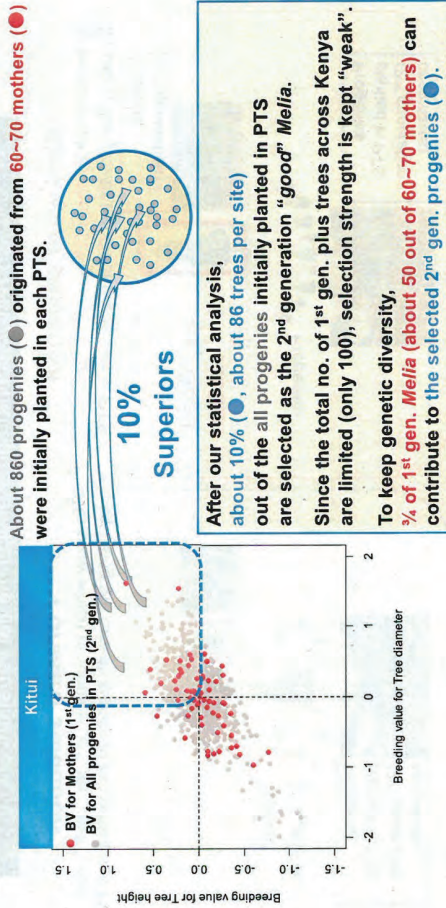 About 860 progenies (●) originated from 60~70 mothers (●)
were initially planted in each PTS.
Kitui
BV for Mothers (1st gen.)
BV for All progenies in PTS (2nd gen.)
Breeding value for Tree height
1.5
1.0
0.5
0.0
-0.5
-1.0
-1.5
-2
-1
0
1
2
Breeding value for Tree diameter
10%
Superiors
After our statistical analysis,
about 10% (●, about 86 trees per site)
out of the all progenies initially planted in PTS
are selected as the 2nd generation "good" Melia.
Since the total no. of 1st gen. plus trees across Kenya
are limited (only 100), selection strength is kept "weak".
To keep genetic diversity,
¾ of 1st gen. Melia (about 50 out of 60~70 mothers) can
contribute to the selected 2nd gen. progenies (●).